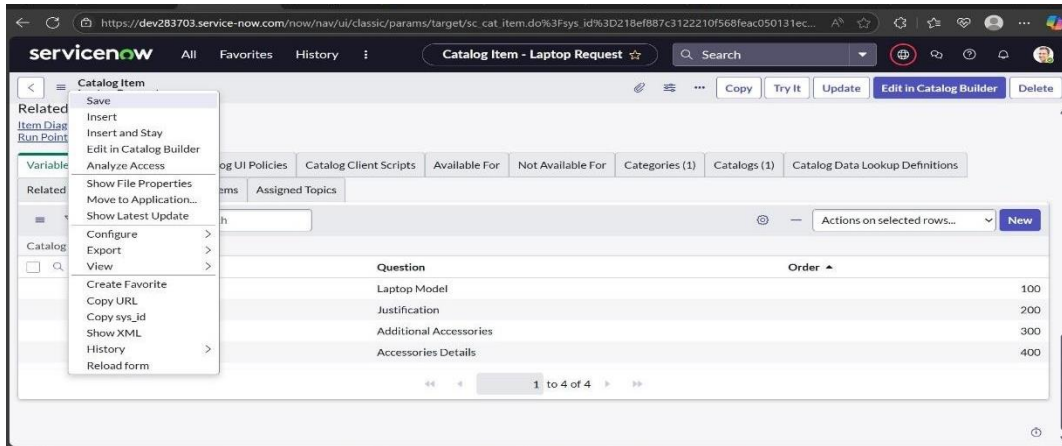 https://dev283703.service-now.com/now/nav/ui/classic/params/target/sc_cat_item.do%3Fsys_id%3D218ef887c3122210f568feac050131ec...
servicenow All Favorites History Catalog Item - Laptop Request Search
Catalog Item Copy Try It Update Edit in Catalog Builder Delete
Related
Item Diag
Run Point
Save
Insert
Insert and Stay
Edit in Catalog Builder
Analyze Access
Show File Properties
Move to Application...
Show Latest Update
Configure
Export
View
Create Favorite
Copy URL
Copy sys_id
Show XML
History
Reload form
Variable og UI Policies Catalog Client Scripts Available For Not Available For Categories (1) Catalogs (1) Catalog Data Lookup Definitions
Related ems Assigned Topics
h Actions on selected rows... New
Catalog
Question Order
Laptop Model 100
Justification 200
Additional Accessories 300
Accessories Details 400
1 to 4 of 4